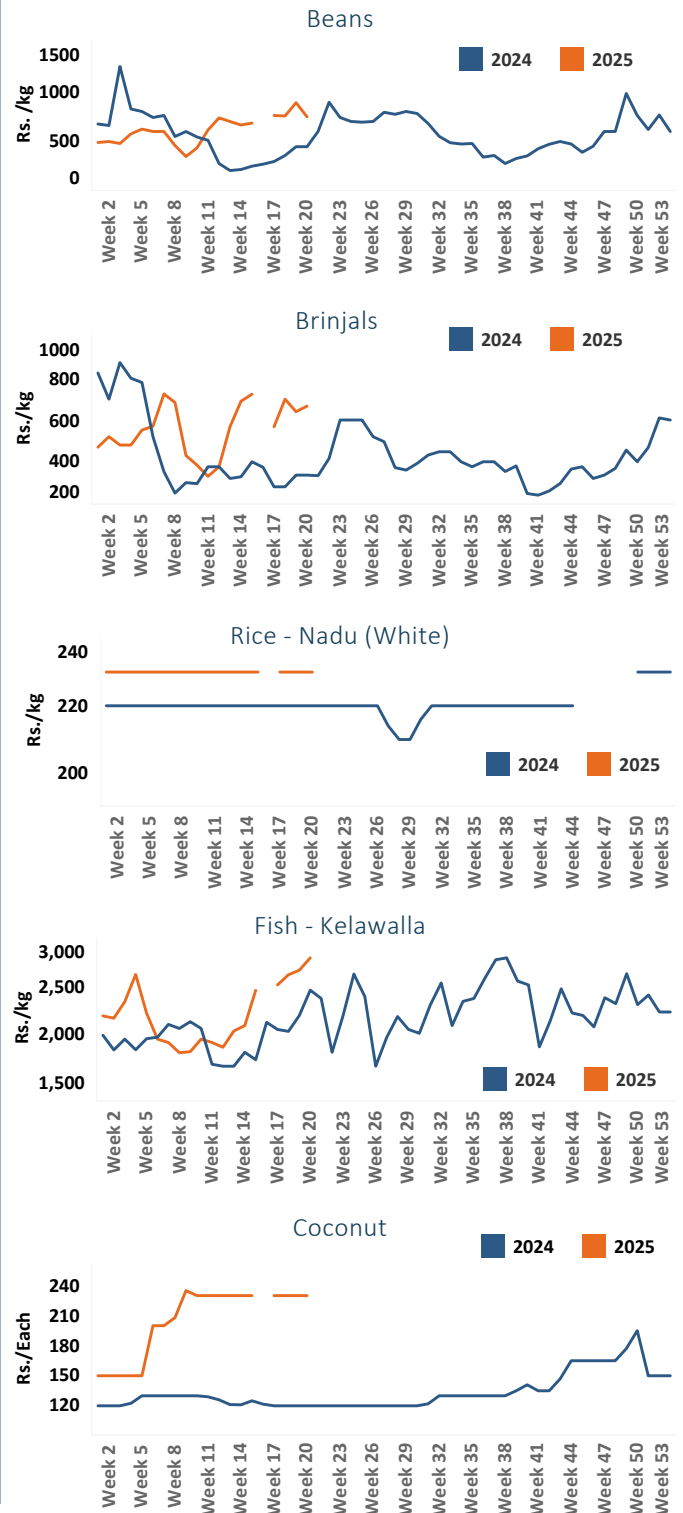 Beans
2024 2025
Rs. /kg
1500
1000
500
0
Week 2 Week 5 Week 8 Week 11 Week 14 Week 17 Week 20 Week 23 Week 26 Week 29 Week 32 Week 35 Week 38 Week 41 Week 44 Week 47 Week 50 Week 53
Brinjals
2024 2025
Rs./kg
1000
800
600
400
200
Week 2 Week 5 Week 8 Week 11 Week 14 Week 17 Week 20 Week 23 Week 26 Week 29 Week 32 Week 35 Week 38 Week 41 Week 44 Week 47 Week 50 Week 53
Rice - Nadu (White)
Rs./kg
240
220
200
2024 2025
Week 2 Week 5 Week 8 Week 11 Week 14 Week 17 Week 20 Week 23 Week 26 Week 29 Week 32 Week 35 Week 38 Week 41 Week 44 Week 47 Week 50 Week 53
Fish - Kelawalla
Rs./kg
3,000
2,500
2,000
1,500
2024 2025
Week 2 Week 5 Week 8 Week 11 Week 14 Week 17 Week 20 Week 23 Week 26 Week 29 Week 32 Week 35 Week 38 Week 41 Week 44 Week 47 Week 50 Week 53
Coconut
2024 2025
Rs./Each
240
210
180
150
120
Week 2 Week 5 Week 8 Week 11 Week 14 Week 17 Week 20 Week 23 Week 26 Week 29 Week 32 Week 35 Week 38 Week 41 Week 44 Week 47 Week 50 Week 53